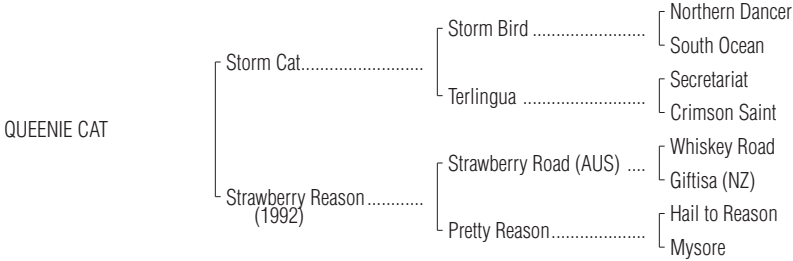 Northern Dancer
Storm Bird .......................
South Ocean
Storm Cat.........................
Secretariat
Terlingua .........................
Crimson Saint
QUEENIE CAT
Whiskey Road
Strawberry Road (AUS) ....
Giftisa (NZ)
Strawberry Reason............
(1992)
Hail to Reason
Pretty Reason...................
Mysore